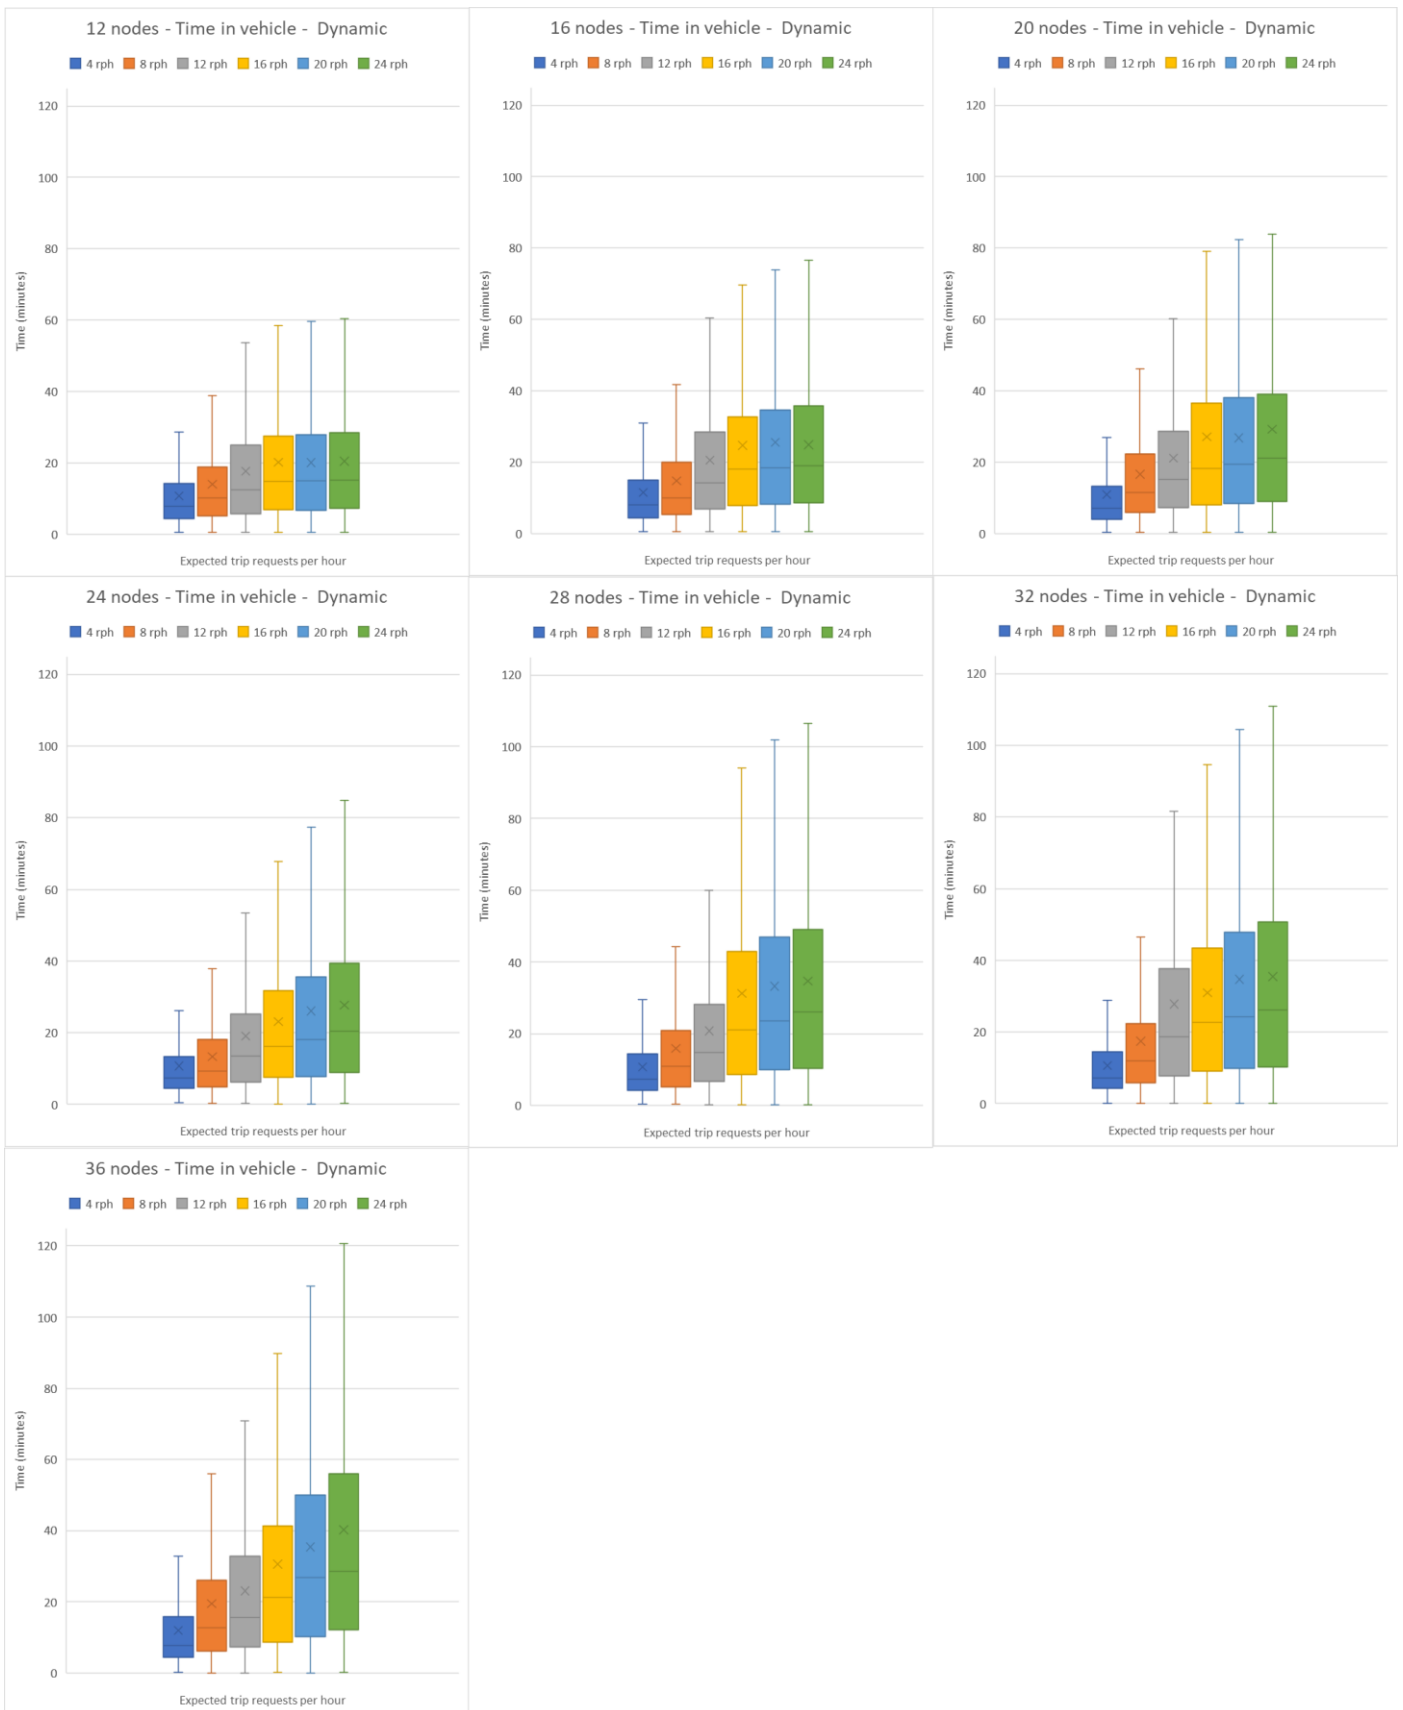 12 nodes - Time in vehicle - Dynamic
4 rph 8 rph 12 rph 16 rph 20 rph 24 rph
120
100
80
60
40
20
0
Time (minutes)
Expected trip requests per hour
16 nodes - Time in vehicle - Dynamic
4 rph 8 rph 12 rph 16 rph 20 rph 24 rph
120
100
80
60
40
20
0
Time (minutes)
Expected trip requests per hour
20 nodes - Time in vehicle - Dynamic
4 rph 8 rph 12 rph 16 rph 20 rph 24 rph
120
100
80
60
40
20
0
Time (minutes)
Expected trip requests per hour
24 nodes - Time in vehicle - Dynamic
4 rph 8 rph 12 rph 16 rph 20 rph 24 rph
120
100
80
60
40
20
0
Time (minutes)
Expected trip requests per hour
28 nodes - Time in vehicle - Dynamic
4 rph 8 rph 12 rph 16 rph 20 rph 24 rph
120
100
80
60
40
20
0
Time (minutes)
Expected trip requests per hour
32 nodes - Time in vehicle - Dynamic
4 rph 8 rph 12 rph 16 rph 20 rph 24 rph
120
100
80
60
40
20
0
Time (minutes)
Expected trip requests per hour
36 nodes - Time in vehicle - Dynamic
4 rph 8 rph 12 rph 16 rph 20 rph 24 rph
120
100
80
60
40
20
0
Time (minutes)
Expected trip requests per hour